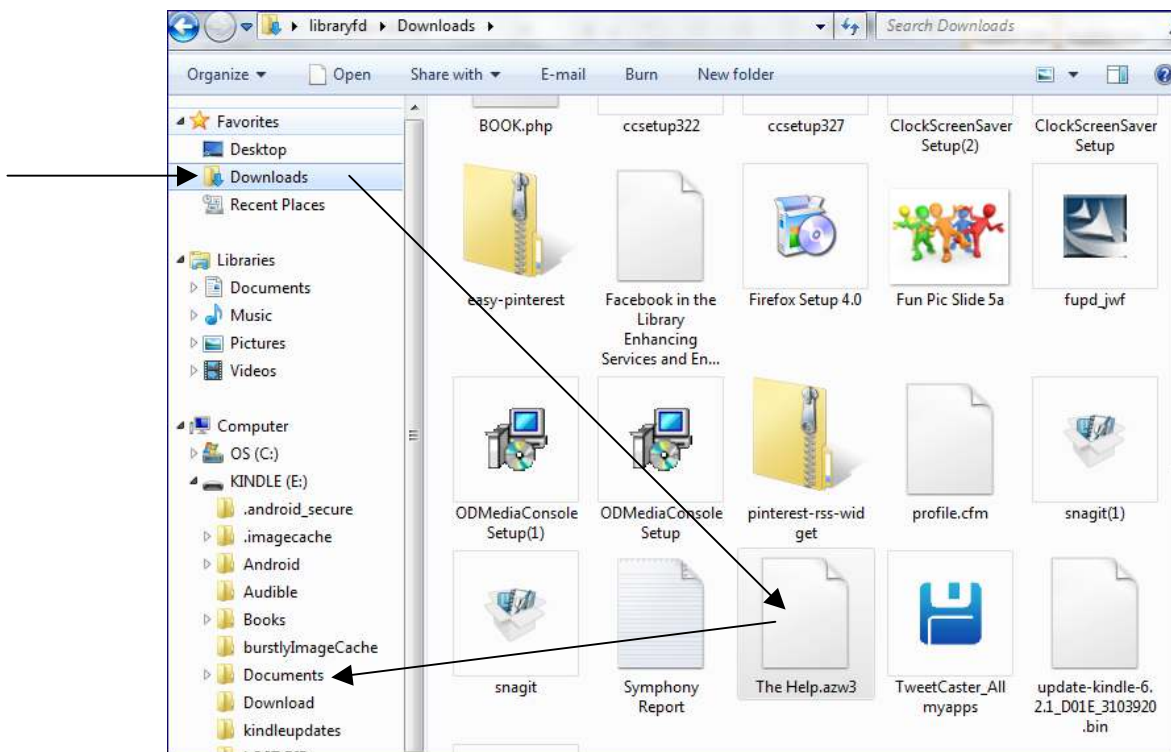 libraryfd
Downloads
Search Downloads
Organize
Open
Share with
E-mail
Burn
New folder
Favorites
Desktop
Downloads
Recent Places
Libraries
Documents
Music
Pictures
Videos
Computer
OS (C:)
KINDLE (E:)
.android_secure
.imagecache
Android
Audible
Books
burstlyImageCache
Documents
Download
kindleupdates
BOOK.php
ccsetup322
ccsetup327
ClockScreenSaver
Setup(2)
ClockScreenSaver
Setup
easy-pinterest
Facebook in the
Library
Enhancing
Services and En...
Firefox Setup 4.0
Fun Pic Slide 5a
fupd_jwf
ODMediaConsole
Setup(1)
ODMediaConsole
Setup
pinterest-rss-wid
get
profile.cfm
snagit(1)
snagit
Symphony
Report
The Help.azw3
TweetCaster_All
myapps
update-kindle-6.
2.1_D01E_3103920
.bin